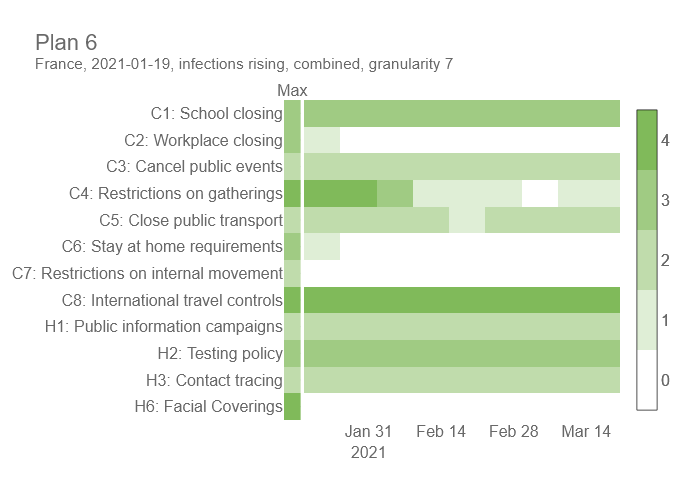 Plan 6
France, 2021-01-19, infections rising, combined, granularity 7
Max
C1: School closing
C2: Workplace closing
C3: Cancel public events
C4: Restrictions on gatherings
C5: Close public transport
C6: Stay at home requirements
C7: Restrictions on internal movement
C8: International travel controls
H1: Public information campaigns
H2: Testing policy
H3: Contact tracing
H6: Facial Coverings
4
3
2
1
0
Jan 31 Feb 14 Feb 28 Mar 14
2021